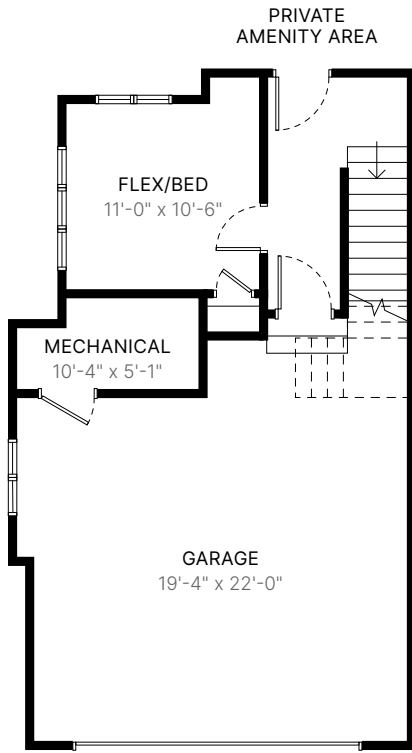 PRIVATE
AMENITY AREA
FLEX/BED
11'-0" x 10'-6"
MECHANICAL
10'-4" x 5'-1"
GARAGE
19'-4" x 22'-0"